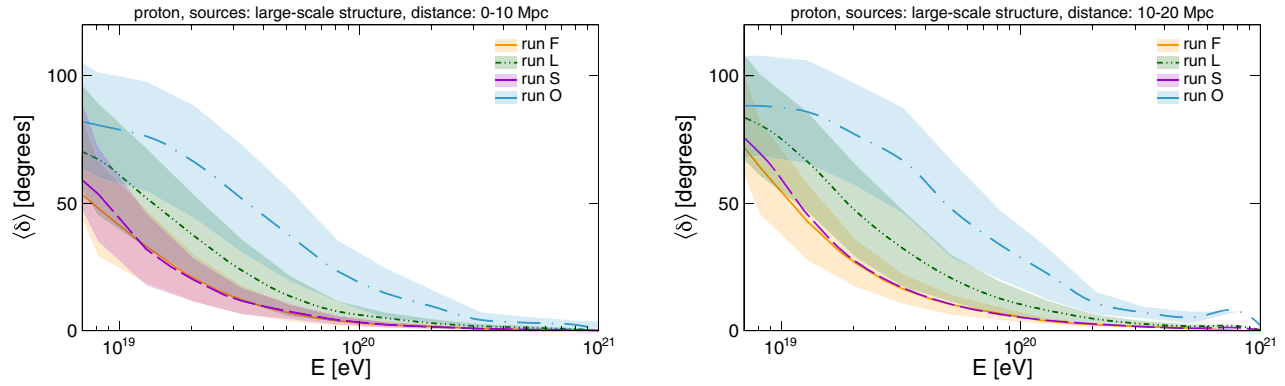 proton, sources: large-scale structure, distance: 0-10 Mpc
run F
run L
run S
run O
100
50
0
⟨δ⟩ [degrees]
10^19
10^20
10^21
E [eV]
proton, sources: large-scale structure, distance: 10-20 Mpc
run F
run L
run S
run O
100
50
0
⟨δ⟩ [degrees]
10^19
10^20
10^21
E [eV]